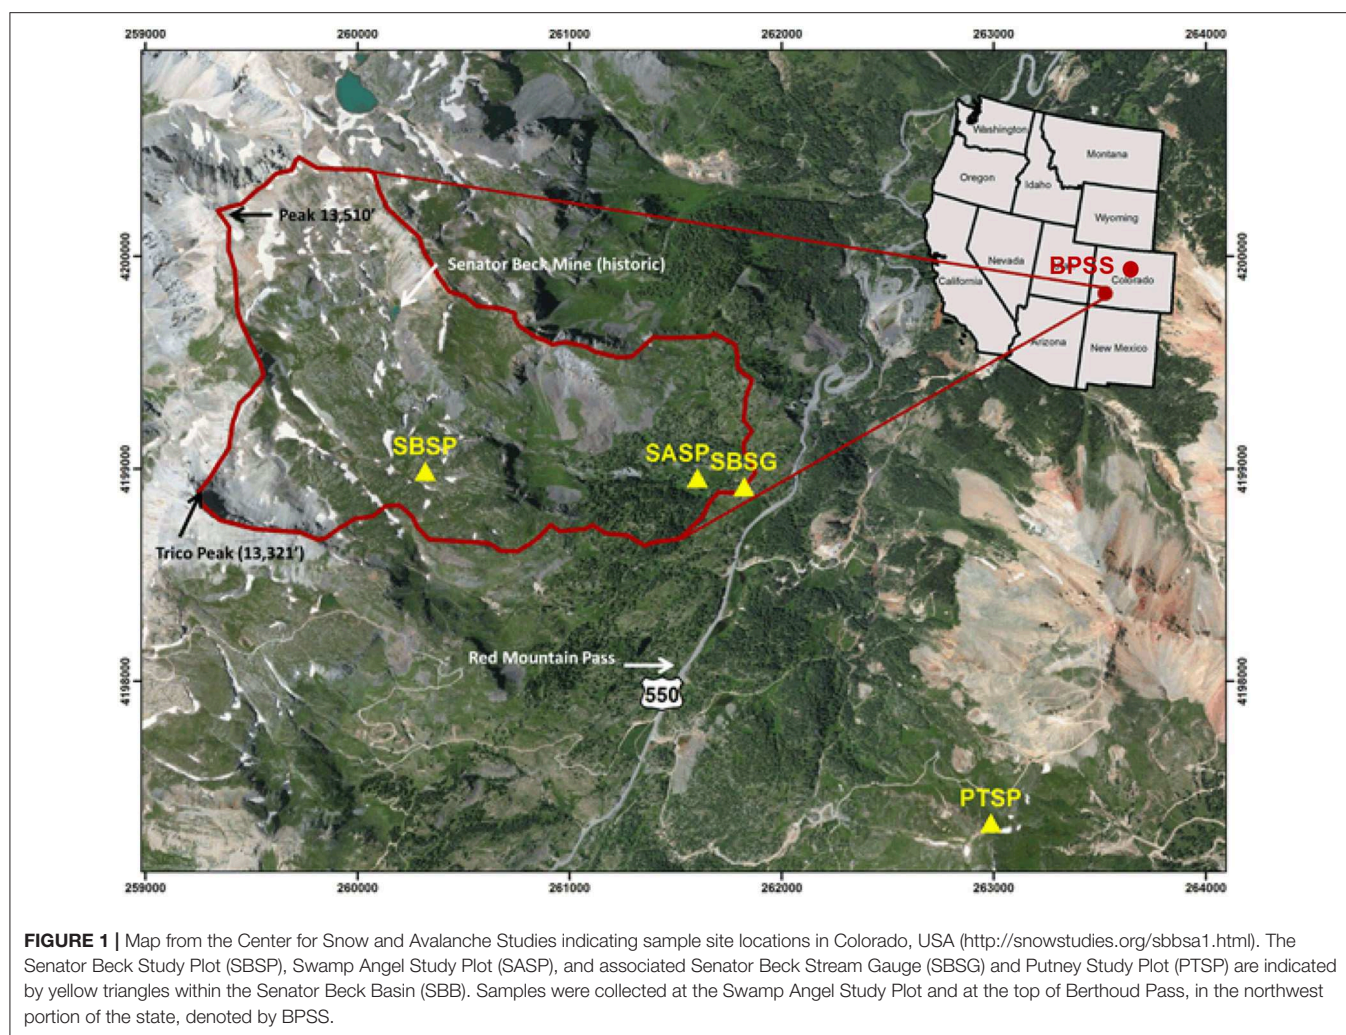 259000 260000 261000 262000 263000 264000
Washington
Montana
Oregon
Idaho
Wyoming
Peak 13,510'
4200000
4200000
Senator Beck Mine (historic)
Nevada
BPSS
California
Colorado
Arizona
New Mexico
SBSP
SASP
SBSG
4199000
4199000
Trico Peak (13,321')
Red Mountain Pass
4198000
4198000
550
PTSP
259000 260000 261000 262000 263000 264000
FIGURE 1 | Map from the Center for Snow and Avalanche Studies indicating sample site locations in Colorado, USA (http://snowstudies.org/sbbsa1.html). The
Senator Beck Study Plot (SBSP), Swamp Angel Study Plot (SASP), and associated Senator Beck Stream Gauge (SBSG) and Putney Study Plot (PTSP) are indicated
by yellow triangles within the Senator Beck Basin (SBB). Samples were collected at the Swamp Angel Study Plot and at the top of Berthoud Pass, in the northwest
portion of the state, denoted by BPSS.